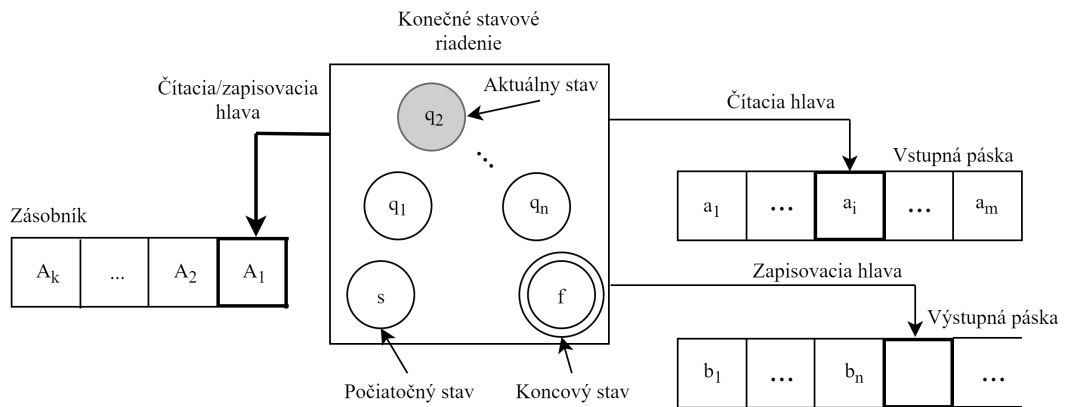 Konečné stavové
riadenie
Čítacia/zapisovacia
hlava
Aktuálny stav
q2
...
q1
qn
s
f
Počiatočný stav
Koncový stav
Zásobník
Ak
...
A2
A1
Čítacia hlava
Vstupná páska
a1
...
ai
...
am
Zapisovacia hlava
Výstupná páska
b1
...
bn
...